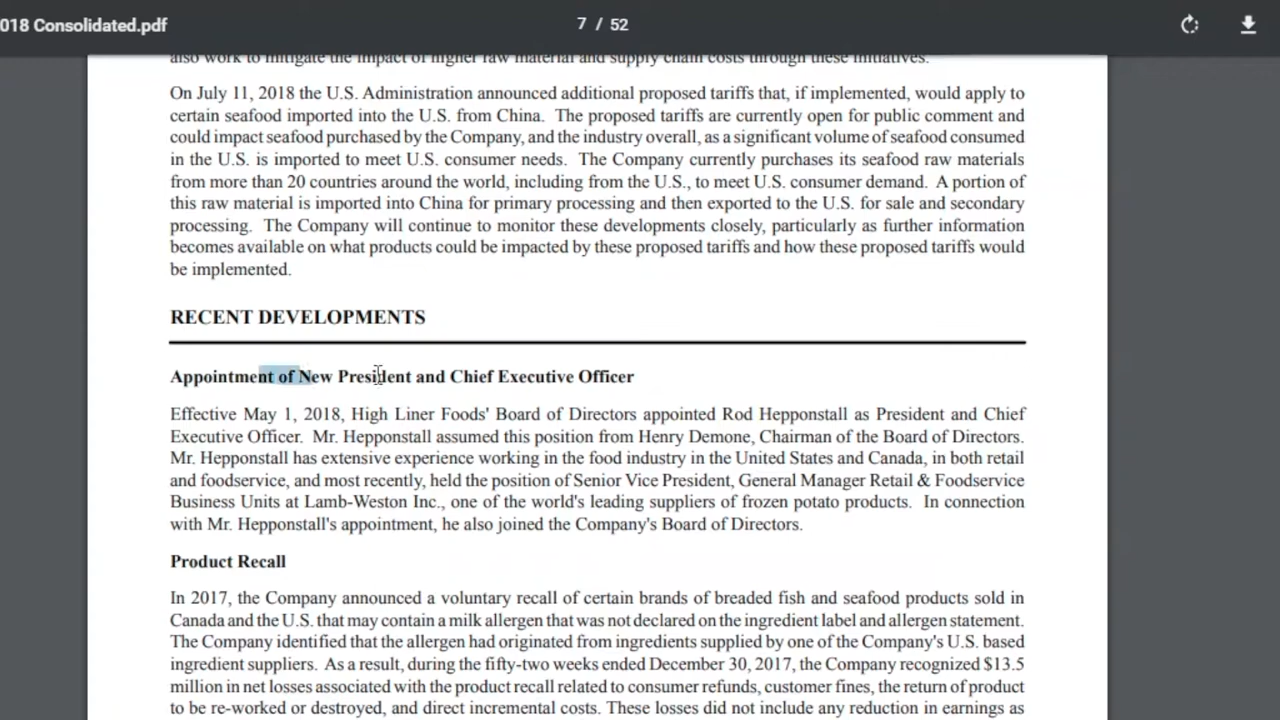 018 Consolidated.pdf
7 / 52
also work to mitigate the impact of higher raw material and supply chain costs through these initiatives.
On July 11, 2018 the U.S. Administration announced additional proposed tariffs that, if implemented, would apply to
certain seafood imported into the U.S. from China. The proposed tariffs are currently open for public comment and
could impact seafood purchased by the Company, and the industry overall, as a significant volume of seafood consumed
in the U.S. is imported to meet U.S. consumer needs. The Company currently purchases its seafood raw materials
from more than 20 countries around the world, including from the U.S., to meet U.S. consumer demand. A portion of
this raw material is imported into China for primary processing and then exported to the U.S. for sale and secondary
processing. The Company will continue to monitor these developments closely, particularly as further information
becomes available on what products could be impacted by these proposed tariffs and how these proposed tariffs would
be implemented.
RECENT DEVELOPMENTS
Appointment of New President and Chief Executive Officer
Effective May 1, 2018, High Liner Foods' Board of Directors appointed Rod Hepponstall as President and Chief
Executive Officer. Mr. Hepponstall assumed this position from Henry Demone, Chairman of the Board of Directors.
Mr. Hepponstall has extensive experience working in the food industry in the United States and Canada, in both retail
and foodservice, and most recently, held the position of Senior Vice President, General Manager Retail & Foodservice
Business Units at Lamb-Weston Inc., one of the world's leading suppliers of frozen potato products. In connection
with Mr. Hepponstall's appointment, he also joined the Company's Board of Directors.
Product Recall
In 2017, the Company announced a voluntary recall of certain brands of breaded fish and seafood products sold in
Canada and the U.S. that may contain a milk allergen that was not declared on the ingredient label and allergen statement.
The Company identified that the allergen had originated from ingredients supplied by one of the Company's U.S. based
ingredient suppliers. As a result, during the fifty-two weeks ended December 30, 2017, the Company recognized $13.5
million in net losses associated with the product recall related to consumer refunds, customer fines, the return of product
to be re-worked or destroyed, and direct incremental costs. These losses did not include any reduction in earnings as